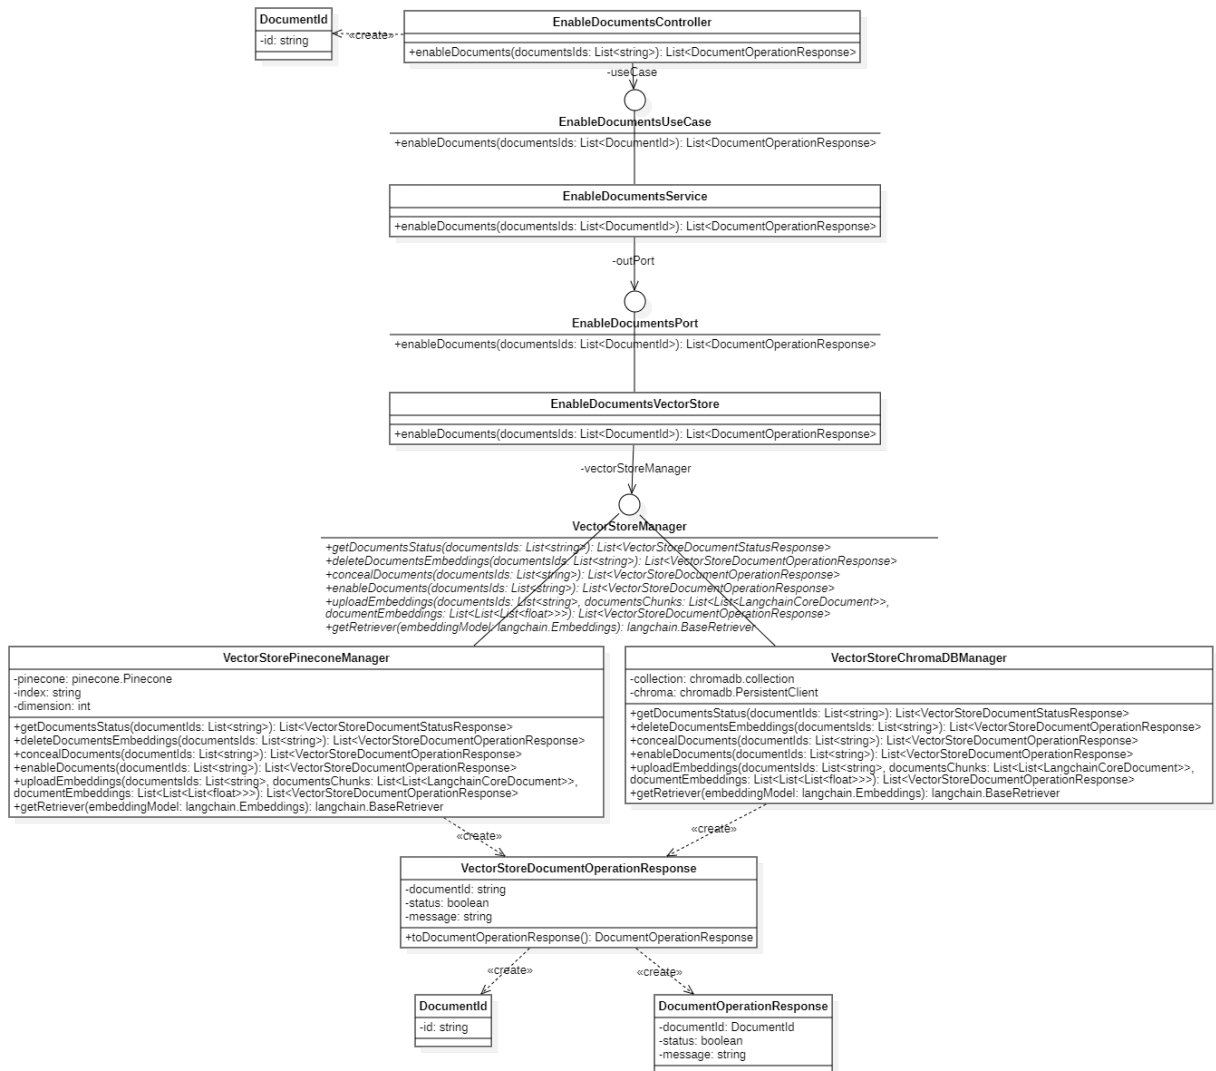 DocumentId
-id: string
«create»
EnableDocumentsController
+enableDocuments(documentsIds: List<string>): List<DocumentOperationResponse>
-useCase
EnableDocumentsUseCase
+enableDocuments(documentsIds: List<DocumentId>): List<DocumentOperationResponse>
EnableDocumentsService
+enableDocuments(documentsIds: List<DocumentId>): List<DocumentOperationResponse>
-outPort
EnableDocumentsPort
+enableDocuments(documentsIds: List<DocumentId>): List<DocumentOperationResponse>
EnableDocumentsVectorStore
+enableDocuments(documentsIds: List<DocumentId>): List<DocumentOperationResponse>
-vectorStoreManager
VectorStoreManager
+getDocumentsStatus(documentsIds: List<string>): List<VectorStoreDocumentStatusResponse>
+deleteDocumentsEmbeddings(documentsIds: List<string>): List<VectorStoreDocumentOperationResponse>
+concealDocuments(documentsIds: List<string>): List<VectorStoreDocumentOperationResponse>
+enableDocuments(documentsIds: List<string>): List<VectorStoreDocumentOperationResponse>
+uploadEmbeddings(documentsIds: List<string>, documentsChunks: List<List<LangchainCoreDocument>>,
documentEmbeddings: List<List<List<float>>>): List<VectorStoreDocumentOperationResponse>
+getRetriever(embeddingModel: langchain.Embeddings): langchain.BaseRetriever
VectorStorePineconeManager
-pinecone: pinecone.Pinecone
-index: string
-dimension: int
+getDocumentsStatus(documentIds: List<string>): List<VectorStoreDocumentStatusResponse>
+deleteDocumentsEmbeddings(documentsIds: List<string>): List<VectorStoreDocumentOperationResponse>
+concealDocuments(documentIds: List<string>): List<VectorStoreDocumentOperationResponse>
+enableDocuments(documentIds: List<string>): List<VectorStoreDocumentOperationResponse>
+uploadEmbeddings(documentsIds: List<string>, documentsChunks: List<List<LangchainCoreDocument>>,
documentEmbeddings: List<List<List<float>>>): List<VectorStoreDocumentOperationResponse>
+getRetriever(embeddingModel: langchain.Embeddings): langchain.BaseRetriever
VectorStoreChromaDBManager
-collection: chromadb.collection
-chroma: chromadb.PersistentClient
+getDocumentsStatus(documentIds: List<string>): List<VectorStoreDocumentStatusResponse>
+deleteDocumentsEmbeddings(documentsIds: List<string>): List<VectorStoreDocumentOperationResponse>
+concealDocuments(documentIds: List<string>): List<VectorStoreDocumentOperationResponse>
+enableDocuments(documentIds: List<string>): List<VectorStoreDocumentOperationResponse>
+uploadEmbeddings(documentsIds: List<string>, documentsChunks: List<List<LangchainCoreDocument>>,
documentEmbeddings: List<List<List<float>>>): List<VectorStoreDocumentOperationResponse>
+getRetriever(embeddingModel: langchain.Embeddings): langchain.BaseRetriever
«create»
«create»
VectorStoreDocumentOperationResponse
-documentId: string
-status: boolean
-message: string
+toDocumentOperationResponse(): DocumentOperationResponse
«create»
«create»
DocumentId
-id: string
DocumentOperationResponse
-documentId: DocumentId
-status: boolean
-message: string